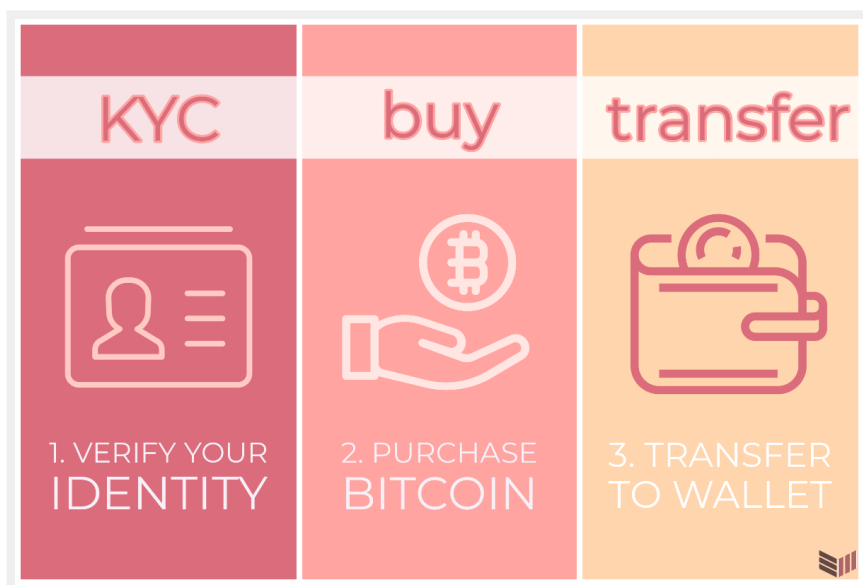 KYC
buy
transfer
1. VERIFY YOUR
IDENTITY
2. PURCHASE
BITCOIN
3. TRANSFER
TO WALLET